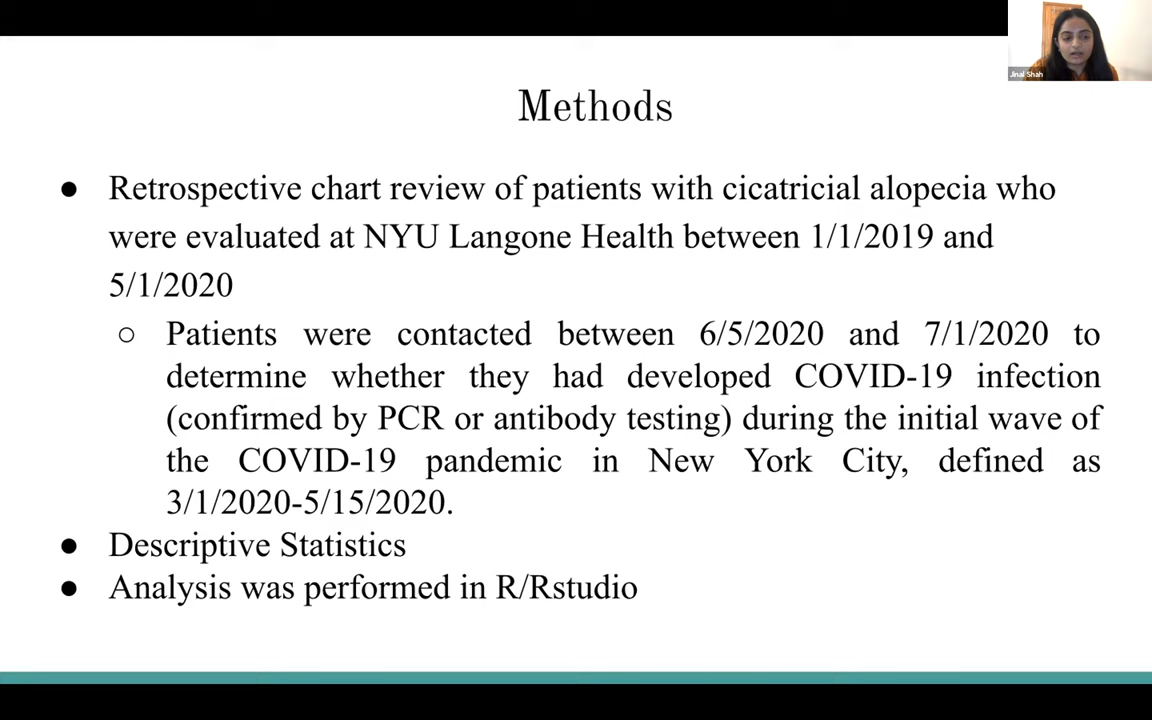 Jinal Shah
Methods
● Retrospective chart review of patients with cicatricial alopecia who
were evaluated at NYU Langone Health between 1/1/2019 and
5/1/2020
○ Patients were contacted between 6/5/2020 and 7/1/2020 to
determine whether they had developed COVID-19 infection
(confirmed by PCR or antibody testing) during the initial wave of
the COVID-19 pandemic in New York City, defined as
3/1/2020-5/15/2020.
● Descriptive Statistics
● Analysis was performed in R/Rstudio